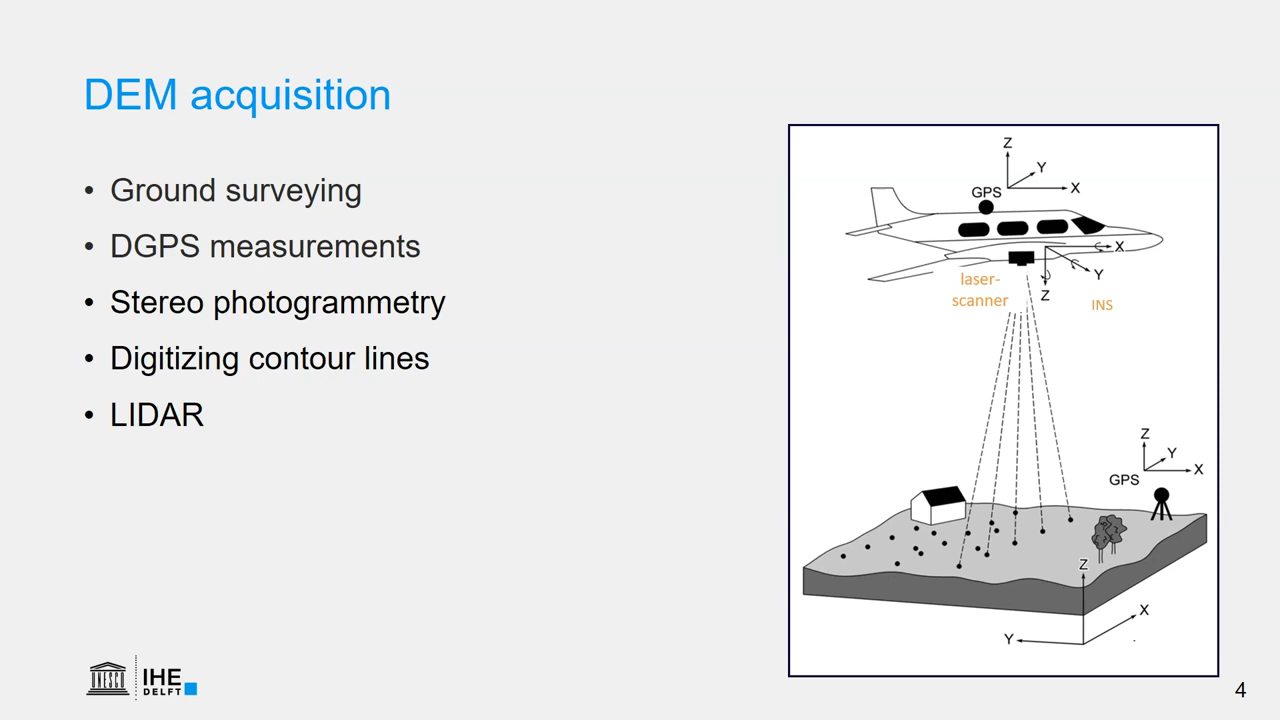 DEM acquisition
• Ground surveying
• DGPS measurements
• Stereo photogrammetry
• Digitizing contour lines
• LIDAR
Z
Y
X
GPS
X
Y
Z
laser-
scanner
INS
Z
Y
X
GPS
Z
X
Y
UNESCO
IHE
DELFT
4